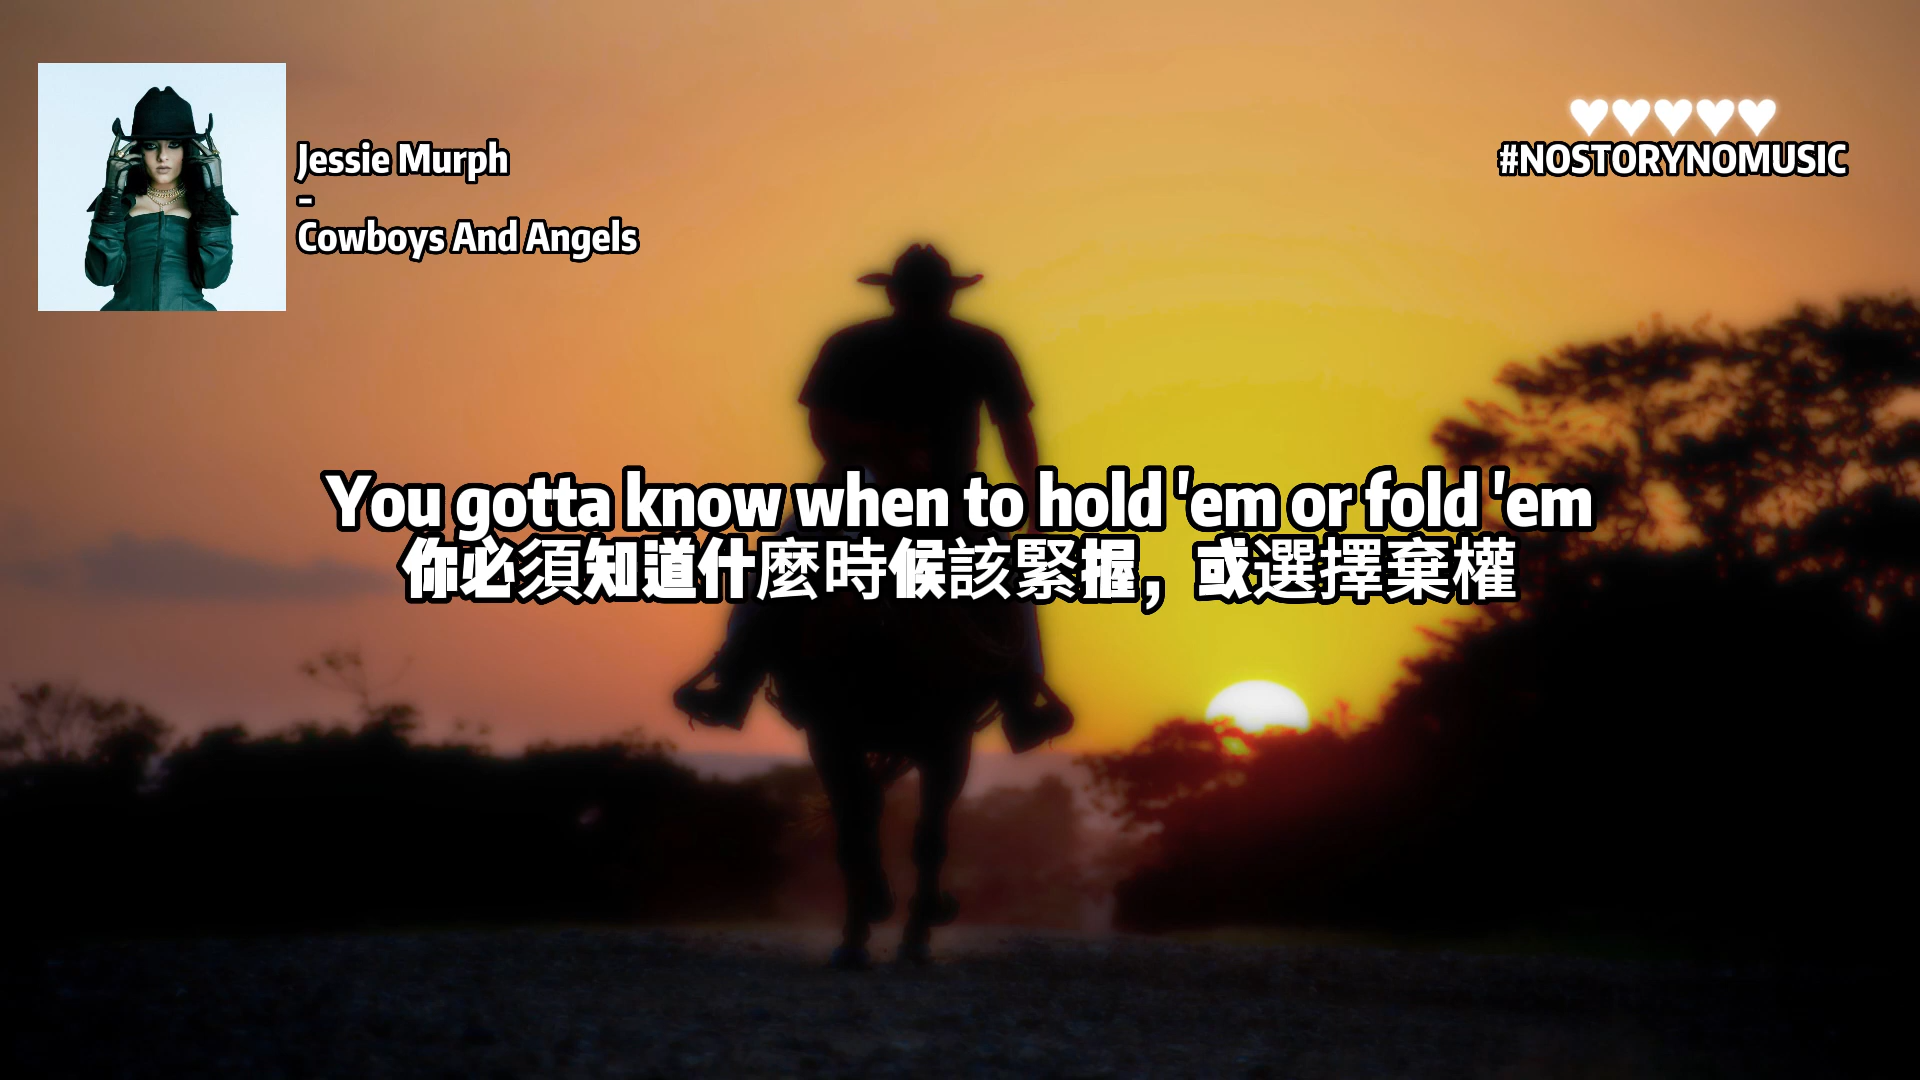 Jessie Murph
-
Cowboys And Angels
♥♥♥♥♥
#NOSTORYNOMUSIC
You gotta know when to hold 'em or fold 'em
你必須知道什麼時候該緊握，或選擇棄權